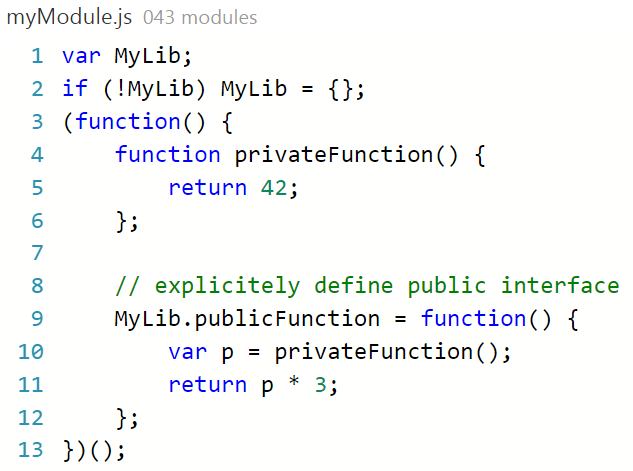 myModule.js 043 modules
1 var MyLib;
2 if (!MyLib) MyLib = {};
3 (function() {
4     function privateFunction() {
5         return 42;
6     };
7
8     // explicitely define public interface
9     MyLib.publicFunction = function() {
10         var p = privateFunction();
11         return p * 3;
12     };
13 })();